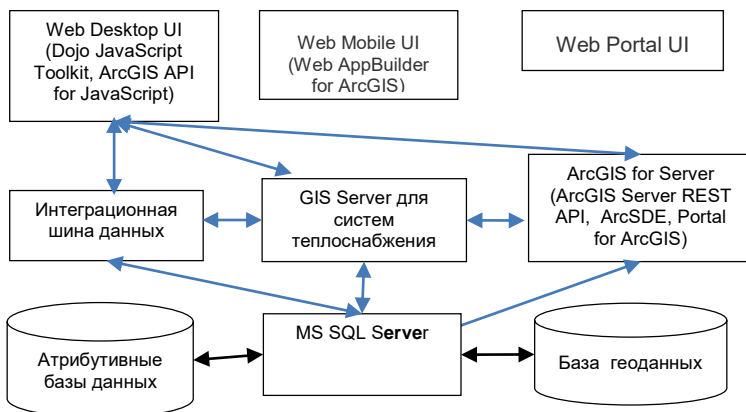 Web Desktop UI
(Dojo JavaScript
Toolkit, ArcGIS API
for JavaScript)
Web Mobile UI
(Web AppBuilder
for ArcGIS)
Web Portal UI
Интеграционная
шина данных
GIS Server для
систем
теплоснабжения
ArcGIS for Server
(ArcGIS Server REST
API, ArcSDE, Portal
for ArcGIS)
Атрибутивные
базы данных
MS SQL Server
База геоданных